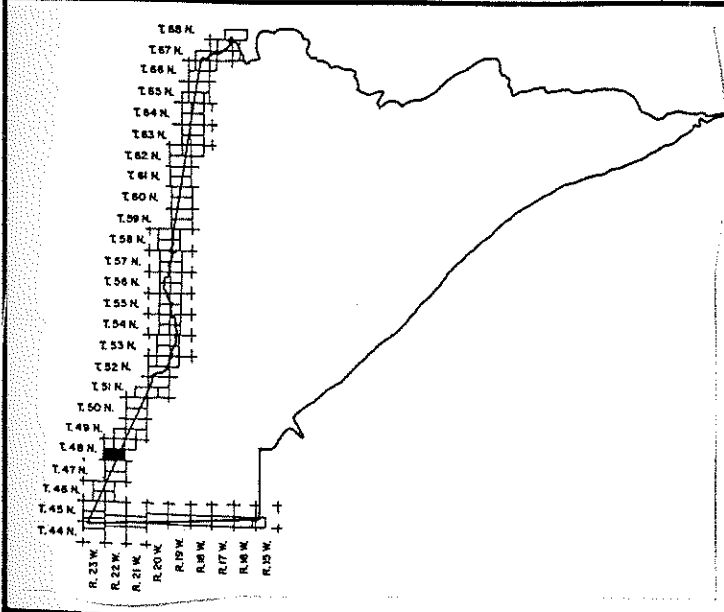 T. 68 N.
T. 67 N.
T. 66 N.
T. 65 N.
T. 64 N.
T. 63 N.
T. 62 N.
T. 61 N.
T. 60 N.
T. 59 N.
T. 58 N.
T. 57 N.
T. 56 N.
T. 55 N.
T. 54 N.
T. 53 N.
T. 52 N.
T. 51 N.
T. 50 N.
T. 49 N.
T. 48 N.
T. 47 N.
T. 46 N.
T. 45 N.
T. 44 N.
R. 23 W.
R. 22 W.
R. 21 W.
R. 20 W.
R. 19 W.
R. 18 W.
R. 17 W.
R. 16 W.
R. 15 W.